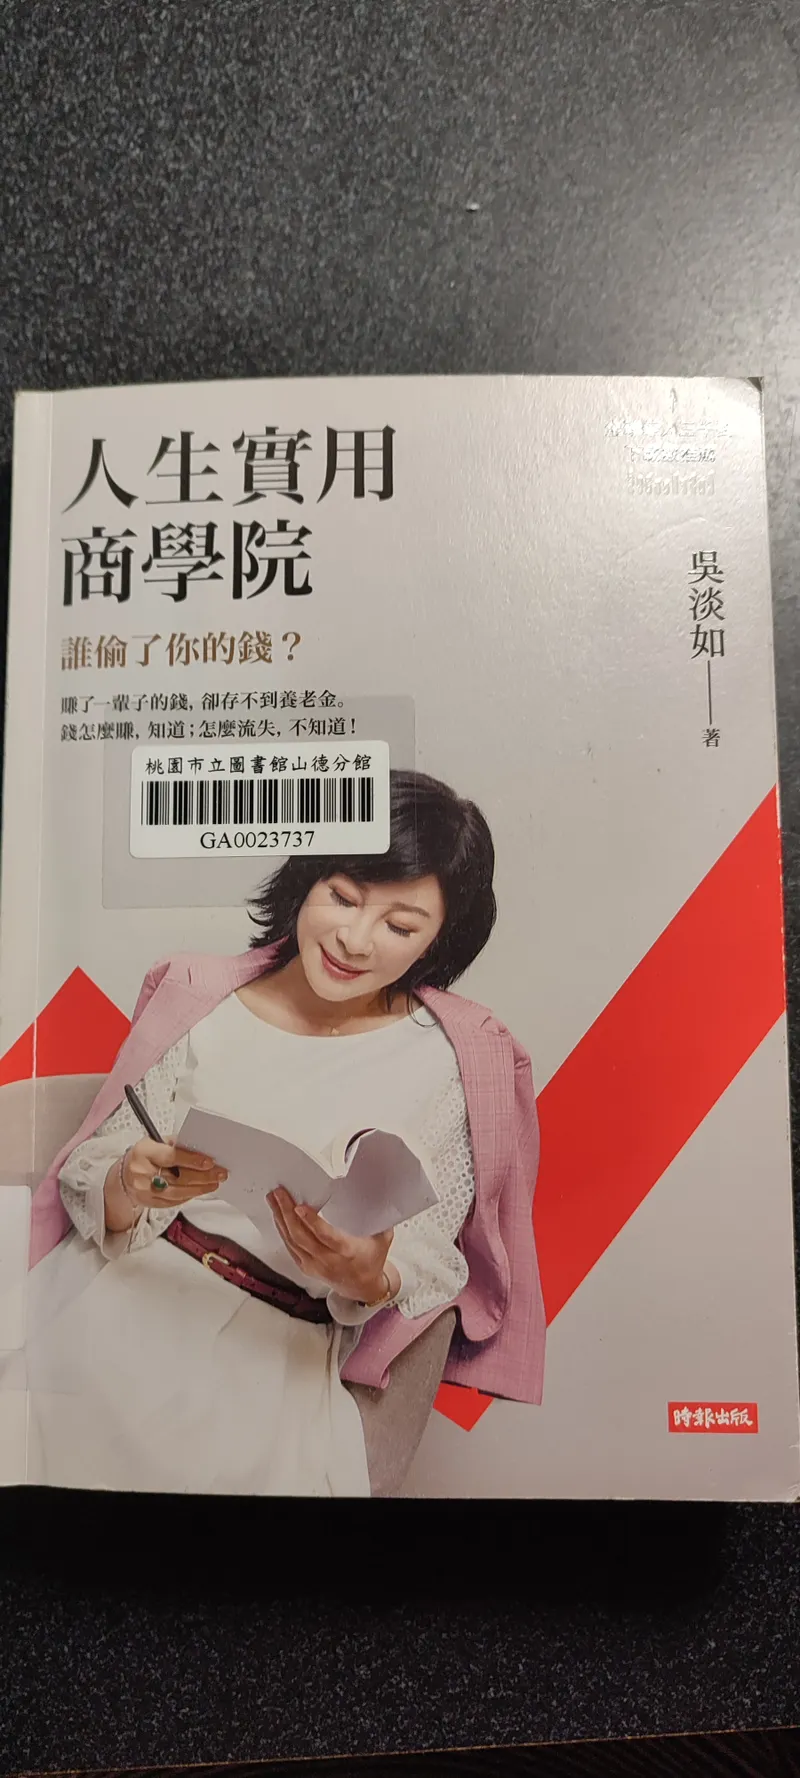 人生實用
商學院
誰偷了你的錢？
賺了一輩子的錢，卻存不到養老金。
錢怎麼賺，知道；怎麼流失，不知道！
桃園市立圖書館山德分館
GA0023737
吳淡如——著
時報出版